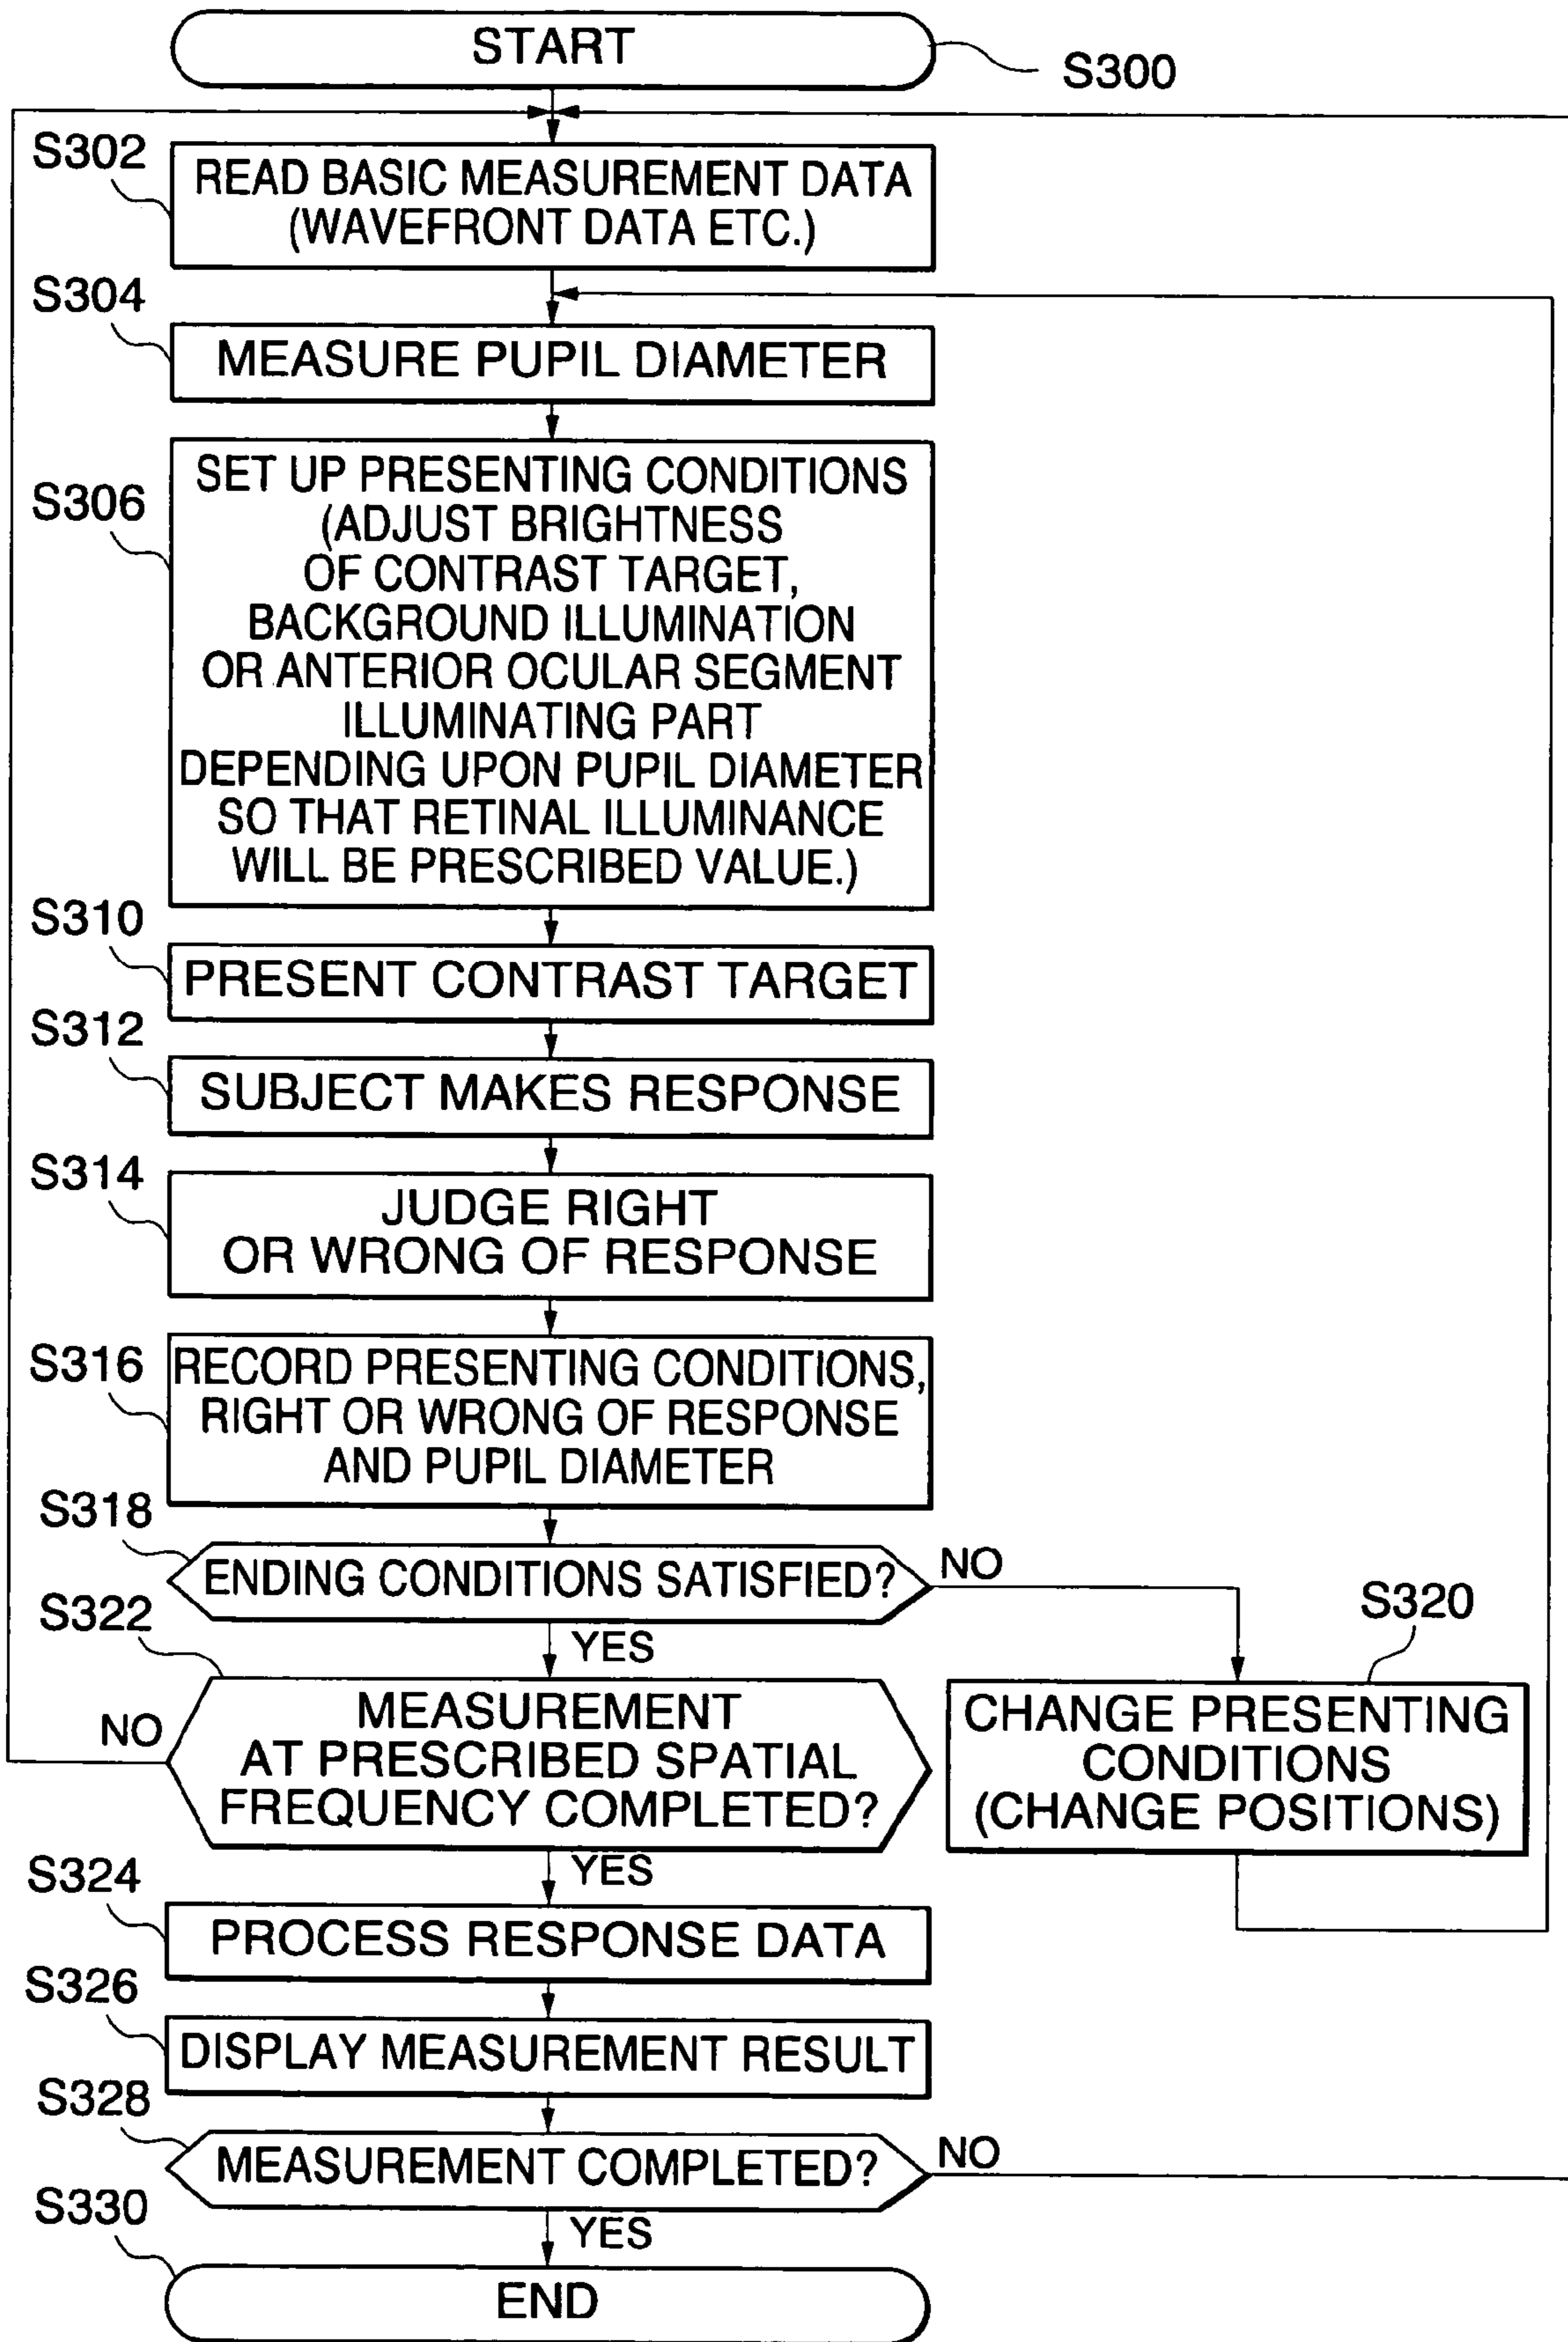 START
S300
S302
READ BASIC MEASUREMENT DATA
(WAVEFRONT DATA ETC.)
S304
MEASURE PUPIL DIAMETER
S306
SET UP PRESENTING CONDITIONS
(ADJUST BRIGHTNESS
OF CONTRAST TARGET,
BACKGROUND ILLUMINATION
OR ANTERIOR OCULAR SEGMENT
ILLUMINATING PART
DEPENDING UPON PUPIL DIAMETER
SO THAT RETINAL ILLUMINANCE
WILL BE PRESCRIBED VALUE.)
S310
PRESENT CONTRAST TARGET
S312
SUBJECT MAKES RESPONSE
S314
JUDGE RIGHT
OR WRONG OF RESPONSE
S316
RECORD PRESENTING CONDITIONS,
RIGHT OR WRONG OF RESPONSE
AND PUPIL DIAMETER
S318
ENDING CONDITIONS SATISFIED?
NO
YES
S320
CHANGE PRESENTING
CONDITIONS
(CHANGE POSITIONS)
S322
MEASUREMENT
AT PRESCRIBED SPATIAL
FREQUENCY COMPLETED?
NO
YES
S324
PROCESS RESPONSE DATA
S326
DISPLAY MEASUREMENT RESULT
S328
MEASUREMENT COMPLETED?
NO
YES
S330
END